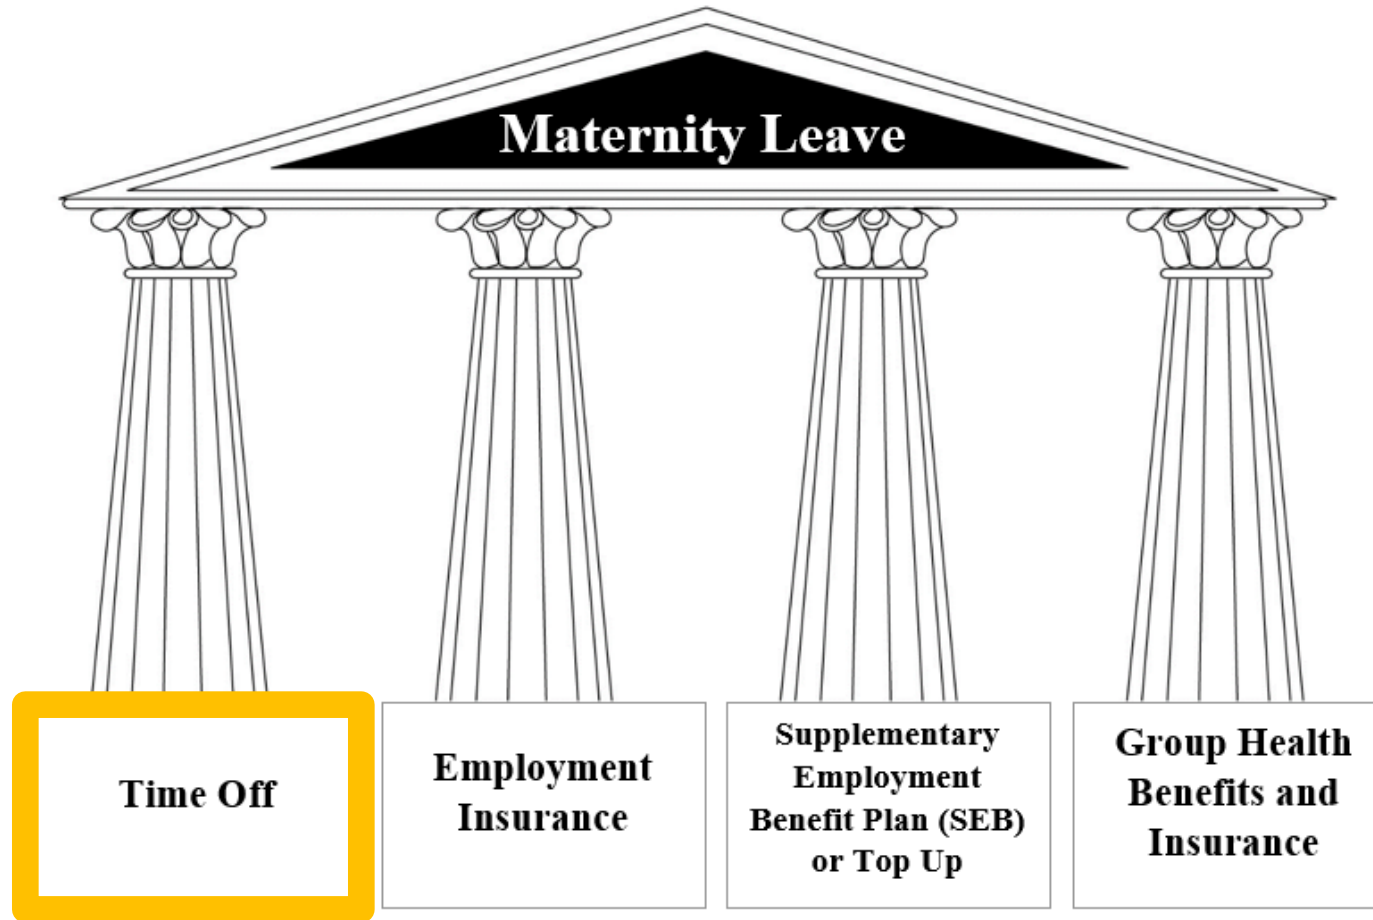 Maternity Leave
Time Off
Employment
Insurance
Supplementary
Employment
Benefit Plan (SEB)
or Top Up
Group Health
Benefits and
Insurance